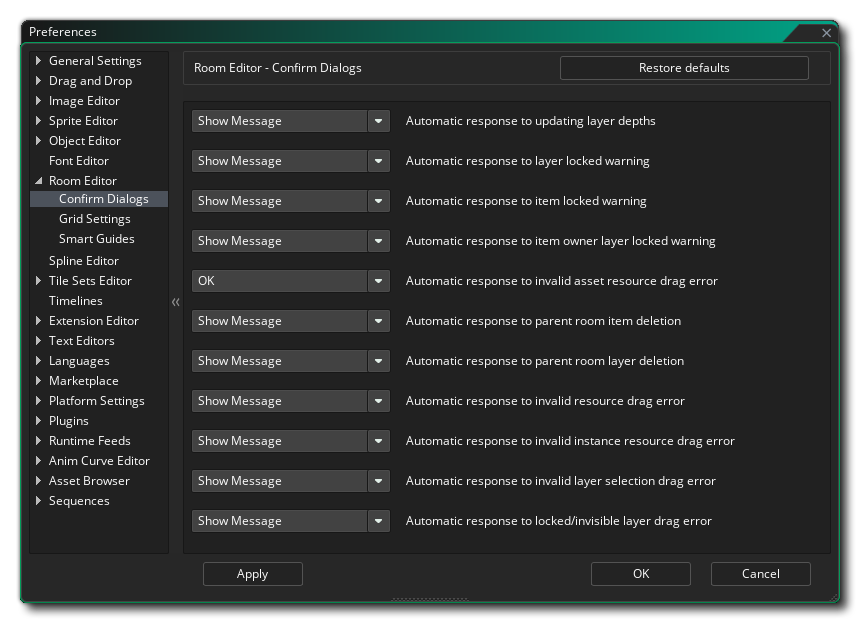 Preferences
General Settings
Drag and Drop
Image Editor
Sprite Editor
Object Editor
Font Editor
Room Editor
Confirm Dialogs
Grid Settings
Smart Guides
Spline Editor
Tile Sets Editor
Timelines
Extension Editor
Text Editors
Languages
Marketplace
Platform Settings
Plugins
Runtime Feeds
Anim Curve Editor
Asset Browser
Sequences
Room Editor - Confirm Dialogs
Restore defaults
Show Message Automatic response to updating layer depths
Show Message Automatic response to layer locked warning
Show Message Automatic response to item locked warning
Show Message Automatic response to item owner layer locked warning
OK Automatic response to invalid asset resource drag error
Show Message Automatic response to parent room item deletion
Show Message Automatic response to parent room layer deletion
Show Message Automatic response to invalid resource drag error
Show Message Automatic response to invalid instance resource drag error
Show Message Automatic response to invalid layer selection drag error
Show Message Automatic response to locked/invisible layer drag error
Apply
OK
Cancel